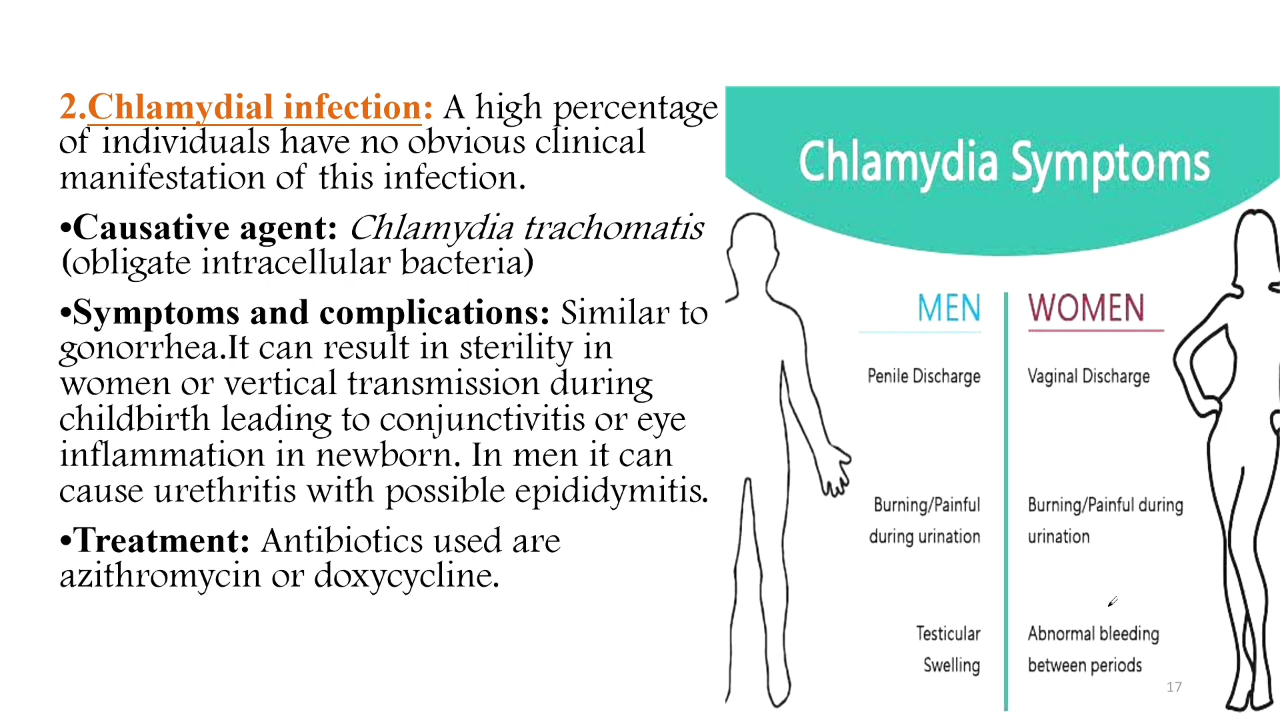 2.Chlamydial infection: A high percentage
of individuals have no obvious clinical
manifestation of this infection.
•Causative agent: Chlamydia trachomatis
(obligate intracellular bacteria)
•Symptoms and complications: Similar to
gonorrhea.It can result in sterility in
women or vertical transmission during
childbirth leading to conjunctivitis or eye
inflammation in newborn. In men it can
cause urethritis with possible epididymitis.
•Treatment: Antibiotics used are
azithromycin or doxycycline.
Chlamydia Symptoms
MEN
Penile Discharge
Burning/Painful
during urination
Testicular
Swelling
WOMEN
Vaginal Discharge
Burning/Painful during
urination
Abnormal bleeding
between periods
17